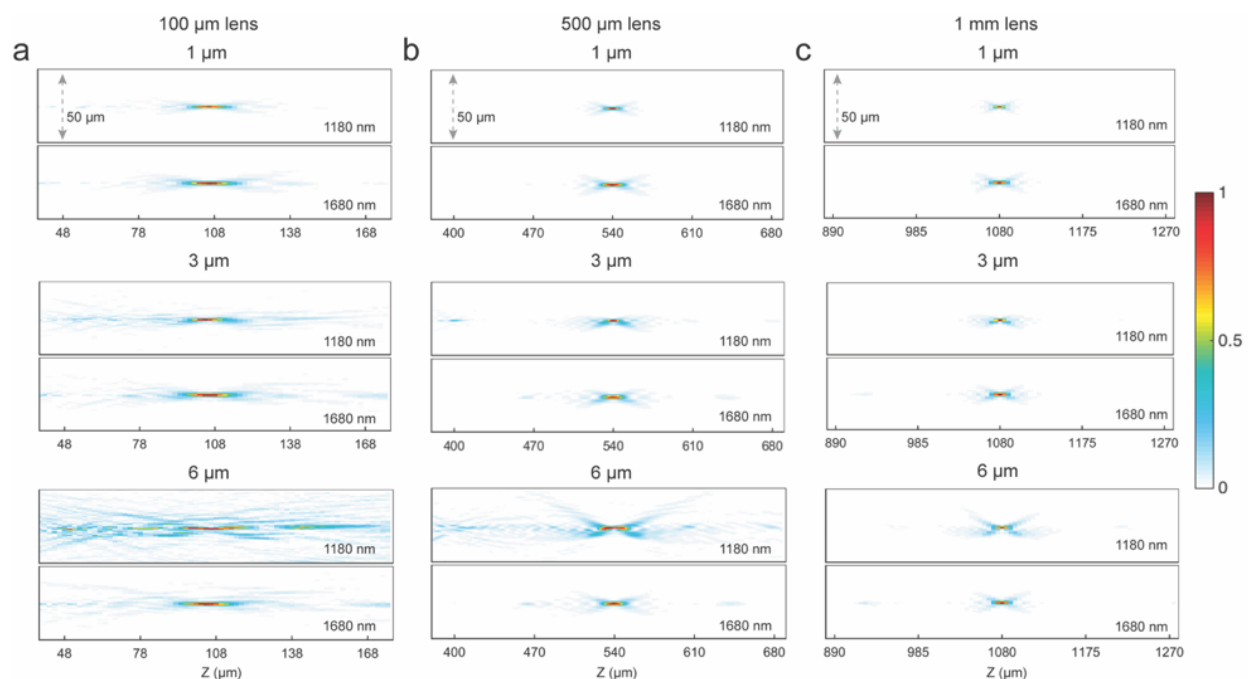 100 µm lens
500 µm lens
1 mm lens
a
1 µm
b
1 µm
c
1 µm
50 µm
1180 nm
50 µm
1180 nm
50 µm
1180 nm
1680 nm
1680 nm
1680 nm
48 78 108 138 168
400 470 540 610 680
890 985 1080 1175 1270
3 µm
3 µm
3 µm
1180 nm
1180 nm
1180 nm
1680 nm
1680 nm
1680 nm
48 78 108 138 168
400 470 540 610 680
890 985 1080 1175 1270
6 µm
6 µm
6 µm
1180 nm
1180 nm
1180 nm
1680 nm
1680 nm
1680 nm
48 78 108 138 168
400 470 540 610 680
890 985 1080 1175 1270
Z (µm)
Z (µm)
Z (µm)
1
0.5
0